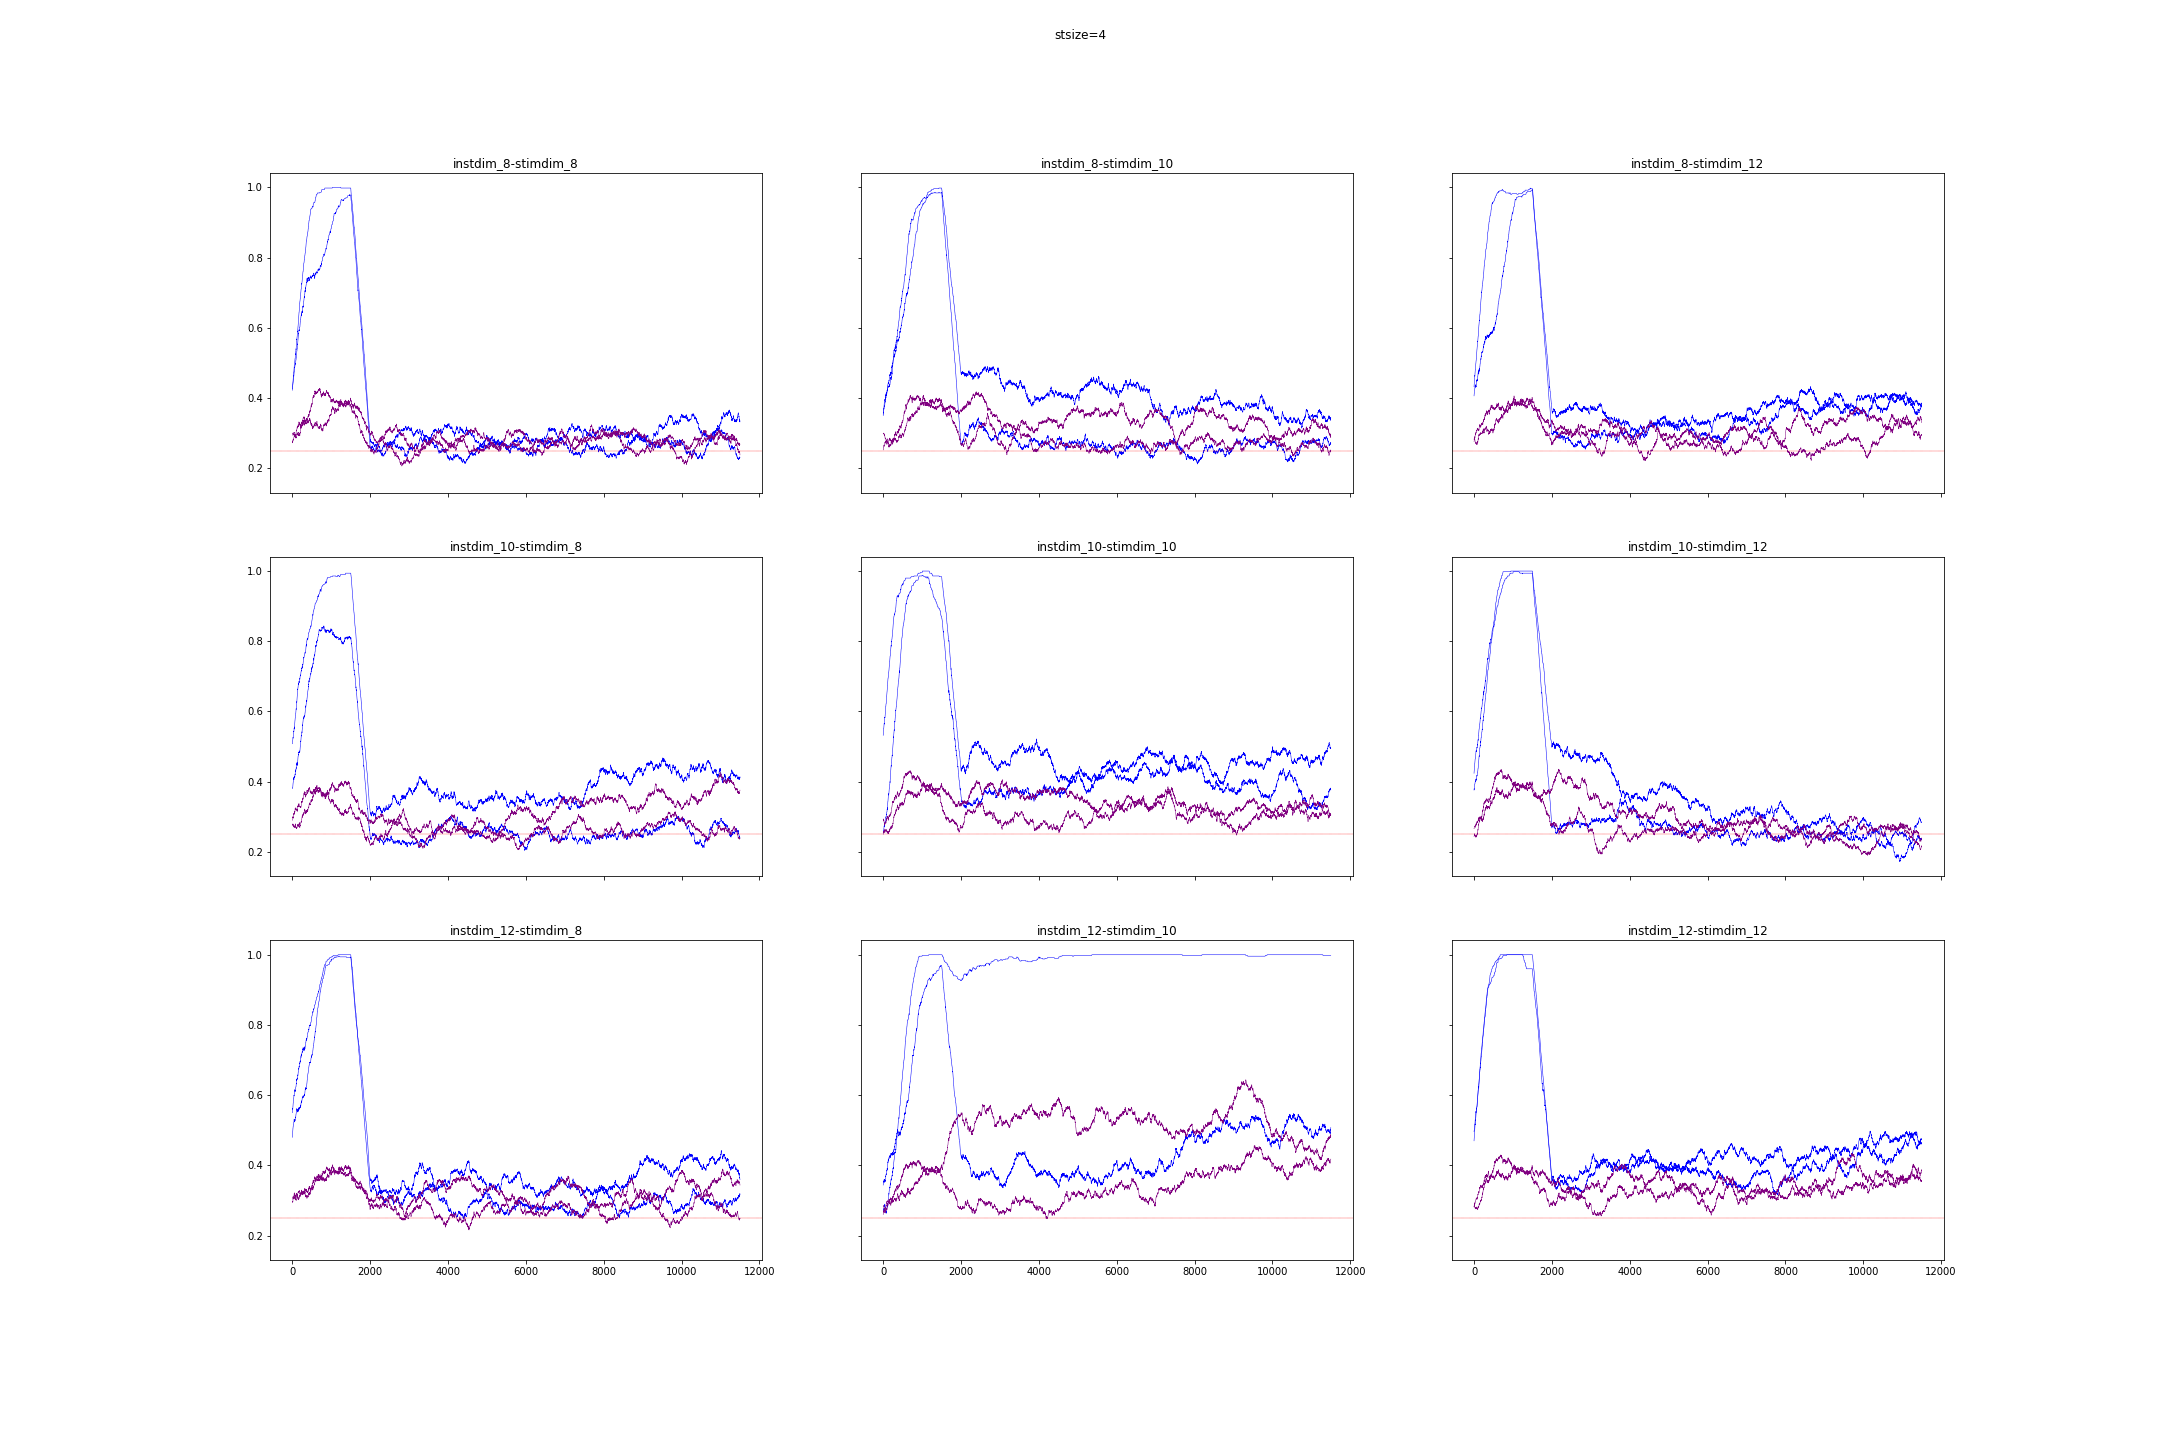 stsize=4
instdim_8-stimdim_8
instdim_8-stimdim_10
instdim_8-stimdim_12
1.0
0.8
0.6
0.4
0.2
instdim_10-stimdim_8
instdim_10-stimdim_10
instdim_10-stimdim_12
1.0
0.8
0.6
0.4
0.2
instdim_12-stimdim_8
instdim_12-stimdim_10
instdim_12-stimdim_12
1.0
0.8
0.6
0.4
0.2
0 2000 4000 6000 8000 10000 12000
0 2000 4000 6000 8000 10000 12000
0 2000 4000 6000 8000 10000 12000